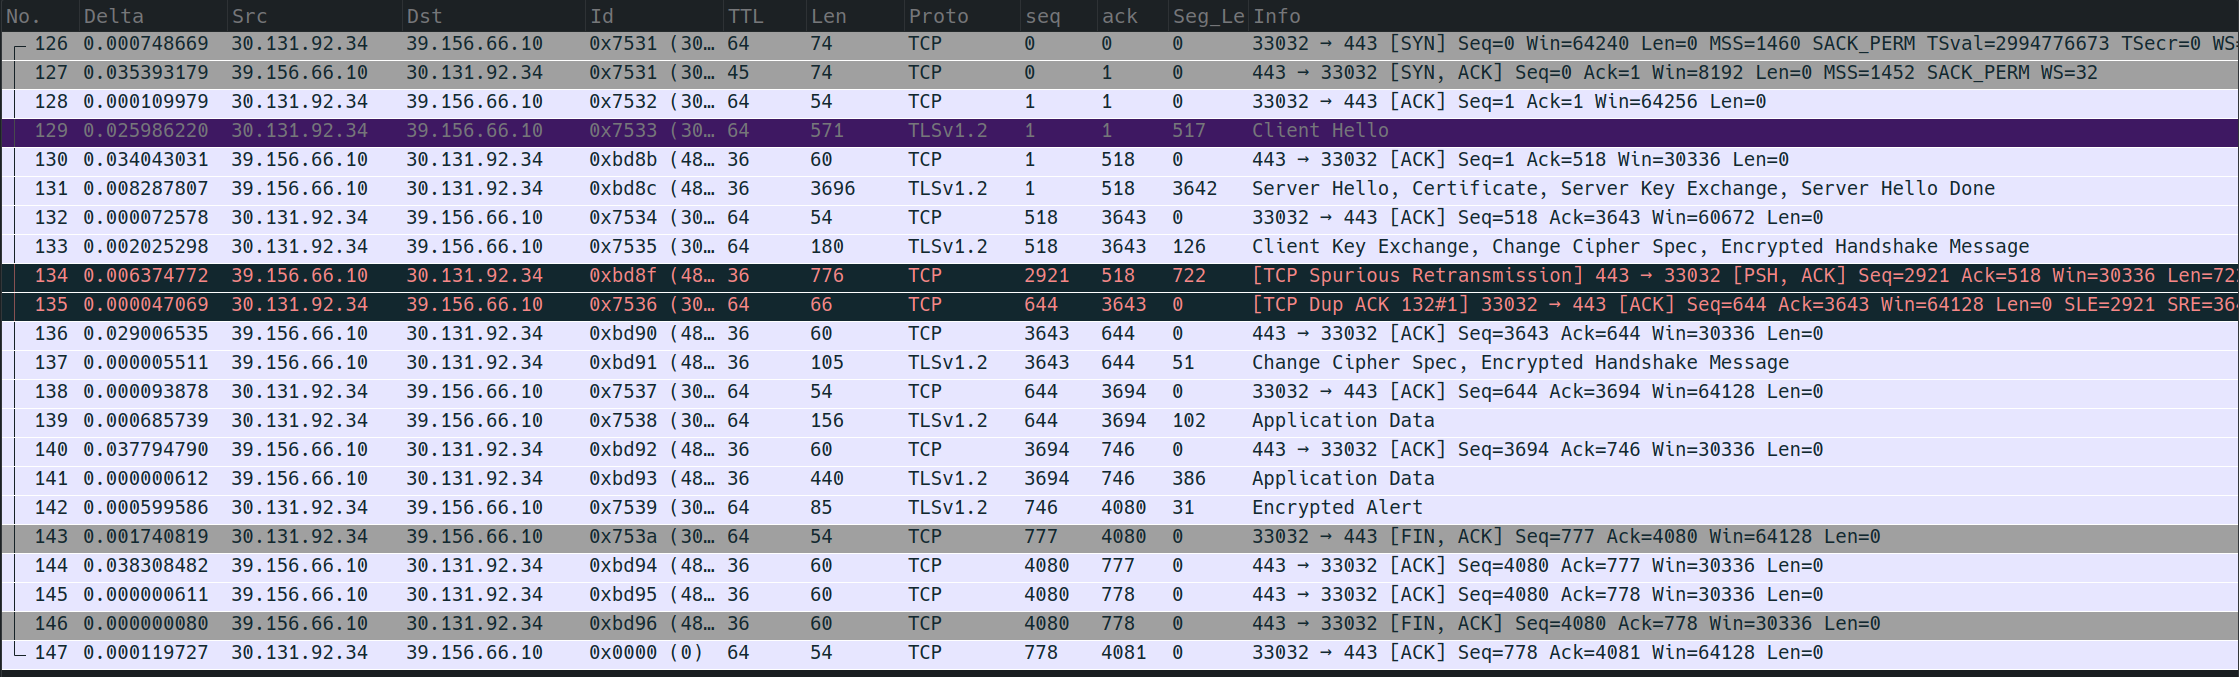 No. Delta Src Dst Id TTL Len Proto seq ack Seg_Le Info
126 0.000748669 30.131.92.34 39.156.66.10 0x7531 (30… 64 74 TCP 0 0 0 33032 → 443 [SYN] Seq=0 Win=64240 Len=0 MSS=1460 SACK_PERM TSval=2994776673 TSecr=0 WS=
127 0.035393179 39.156.66.10 30.131.92.34 0x7531 (30… 45 74 TCP 0 1 0 443 → 33032 [SYN, ACK] Seq=0 Ack=1 Win=8192 Len=0 MSS=1452 SACK_PERM WS=32
128 0.000109979 30.131.92.34 39.156.66.10 0x7532 (30… 64 54 TCP 1 1 0 33032 → 443 [ACK] Seq=1 Ack=1 Win=64256 Len=0
129 0.025986220 30.131.92.34 39.156.66.10 0x7533 (30… 64 571 TLSv1.2 1 1 517 Client Hello
130 0.034043031 39.156.66.10 30.131.92.34 0xbd8b (48… 36 60 TCP 1 518 0 443 → 33032 [ACK] Seq=1 Ack=518 Win=30336 Len=0
131 0.008287807 39.156.66.10 30.131.92.34 0xbd8c (48… 36 3696 TLSv1.2 1 518 3642 Server Hello, Certificate, Server Key Exchange, Server Hello Done
132 0.000072578 30.131.92.34 39.156.66.10 0x7534 (30… 64 54 TCP 518 3643 0 33032 → 443 [ACK] Seq=518 Ack=3643 Win=60672 Len=0
133 0.002025298 30.131.92.34 39.156.66.10 0x7535 (30… 64 180 TLSv1.2 518 3643 126 Client Key Exchange, Change Cipher Spec, Encrypted Handshake Message
134 0.006374772 39.156.66.10 30.131.92.34 0xbd8f (48… 36 776 TCP 2921 518 722 [TCP Spurious Retransmission] 443 → 33032 [PSH, ACK] Seq=2921 Ack=518 Win=30336 Len=72
135 0.000047069 30.131.92.34 39.156.66.10 0x7536 (30… 64 66 TCP 644 3643 0 [TCP Dup ACK 132#1] 33032 → 443 [ACK] Seq=644 Ack=3643 Win=64128 Len=0 SLE=2921 SRE=36
136 0.029006535 39.156.66.10 30.131.92.34 0xbd90 (48… 36 60 TCP 3643 644 0 443 → 33032 [ACK] Seq=3643 Ack=644 Win=30336 Len=0
137 0.000005511 39.156.66.10 30.131.92.34 0xbd91 (48… 36 105 TLSv1.2 3643 644 51 Change Cipher Spec, Encrypted Handshake Message
138 0.000093878 30.131.92.34 39.156.66.10 0x7537 (30… 64 54 TCP 644 3694 0 33032 → 443 [ACK] Seq=644 Ack=3694 Win=64128 Len=0
139 0.000685739 30.131.92.34 39.156.66.10 0x7538 (30… 64 156 TLSv1.2 644 3694 102 Application Data
140 0.037794790 39.156.66.10 30.131.92.34 0xbd92 (48… 36 60 TCP 3694 746 0 443 → 33032 [ACK] Seq=3694 Ack=746 Win=30336 Len=0
141 0.000000612 39.156.66.10 30.131.92.34 0xbd93 (48… 36 440 TLSv1.2 3694 746 386 Application Data
142 0.000599586 30.131.92.34 39.156.66.10 0x7539 (30… 64 85 TLSv1.2 746 4080 31 Encrypted Alert
143 0.001740819 30.131.92.34 39.156.66.10 0x753a (30… 64 54 TCP 777 4080 0 33032 → 443 [FIN, ACK] Seq=777 Ack=4080 Win=64128 Len=0
144 0.038308482 39.156.66.10 30.131.92.34 0xbd94 (48… 36 60 TCP 4080 777 0 443 → 33032 [ACK] Seq=4080 Ack=777 Win=30336 Len=0
145 0.000000611 39.156.66.10 30.131.92.34 0xbd95 (48… 36 60 TCP 4080 778 0 443 → 33032 [ACK] Seq=4080 Ack=778 Win=30336 Len=0
146 0.000000080 39.156.66.10 30.131.92.34 0xbd96 (48… 36 60 TCP 4080 778 0 443 → 33032 [FIN, ACK] Seq=4080 Ack=778 Win=30336 Len=0
147 0.000119727 30.131.92.34 39.156.66.10 0x0000 (0) 64 54 TCP 778 4081 0 33032 → 443 [ACK] Seq=778 Ack=4081 Win=64128 Len=0